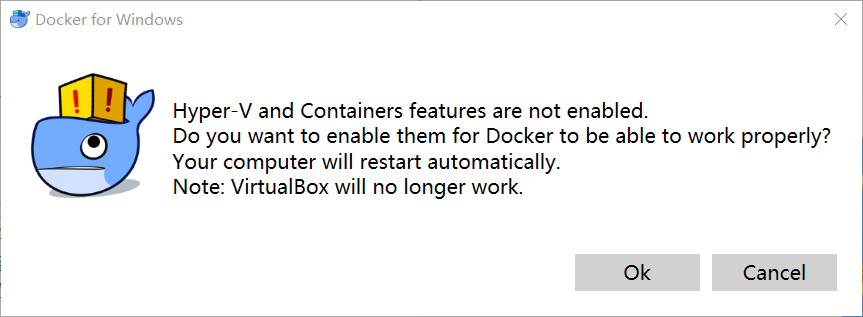 Docker for Windows
Hyper-V and Containers features are not enabled.
Do you want to enable them for Docker to be able to work properly?
Your computer will restart automatically.
Note: VirtualBox will no longer work.
Ok
Cancel